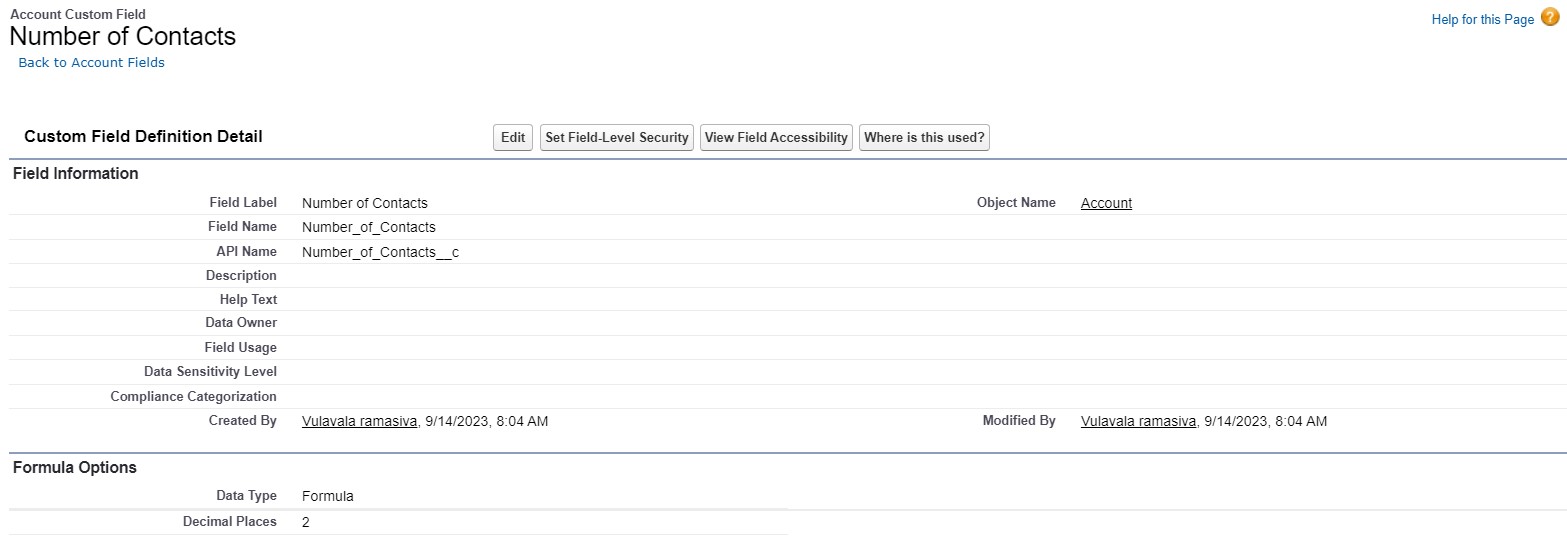 Account Custom Field
Help for this Page ?
Number of Contacts
Back to Account Fields
Custom Field Definition Detail Edit Set Field-Level Security View Field Accessibility Where is this used?
Field Information
Field Label Number of Contacts Object Name Account
Field Name Number_of_Contacts
API Name Number_of_Contacts__c
Description
Help Text
Data Owner
Field Usage
Data Sensitivity Level
Compliance Categorization
Created By Vulavala ramasiva, 9/14/2023, 8:04 AM Modified By Vulavala ramasiva, 9/14/2023, 8:04 AM
Formula Options
Data Type Formula
Decimal Places 2